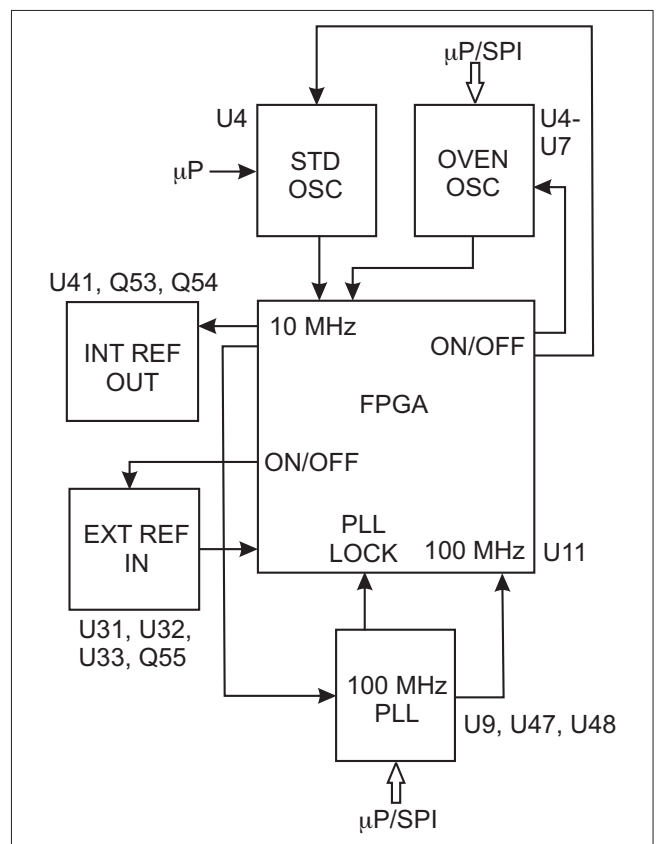 μP/SPI
U4
STD
OSC
μP
OVEN
OSC
U4-
U7
U41, Q53, Q54
INT REF
OUT
10 MHz
ON/OFF
FPGA
ON/OFF
EXT REF
IN
PLL
LOCK
100 MHz
U11
U31, U32,
U33, Q55
100 MHz
PLL
U9, U47, U48
μP/SPI